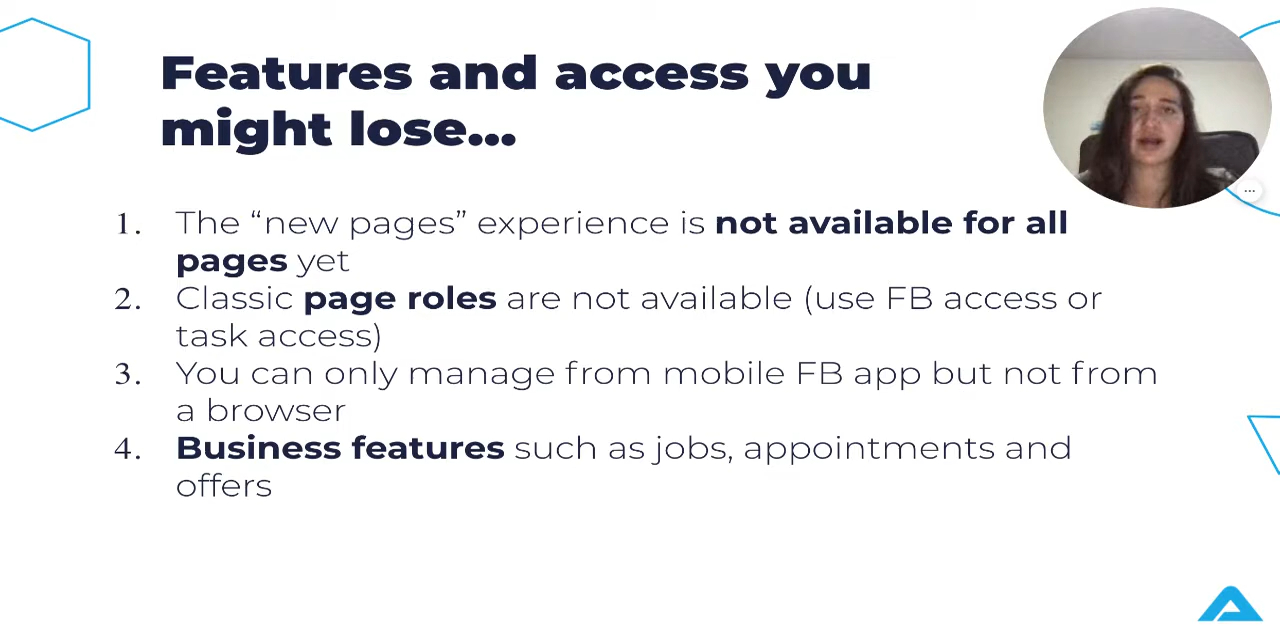 Features and access you
might lose...
1. The “new pages” experience is not available for all
pages yet
2. Classic page roles are not available (use FB access or
task access)
3. You can only manage from mobile FB app but not from
a browser
4. Business features such as jobs, appointments and
offers